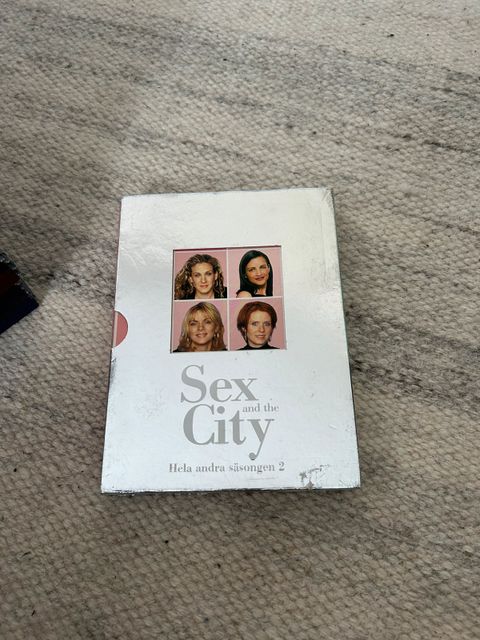 Sex
and the
City
Hela andra säsongen 2